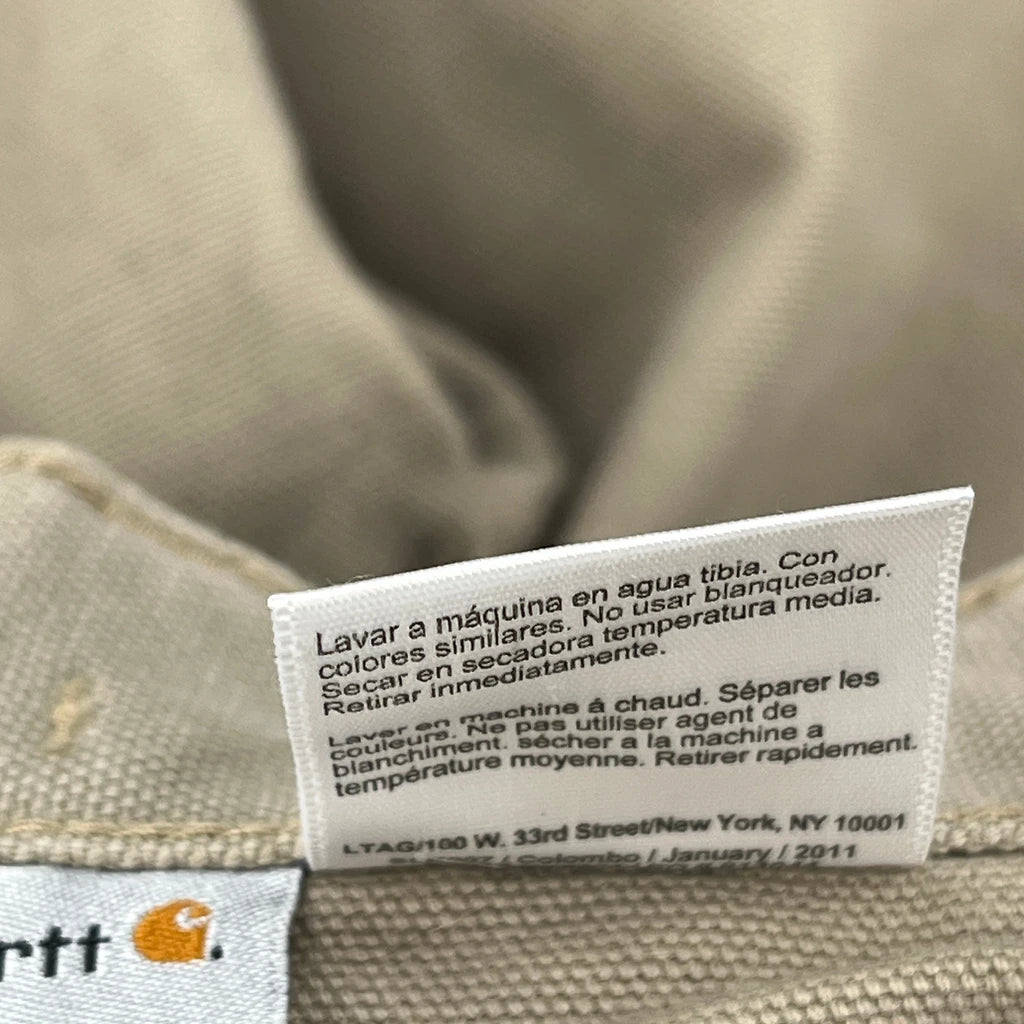 Lavar a máquina en agua tibia. Con
colores similares. No usar blanqueador.
Secar en secadora temperatura media.
Retirar inmediatamente.
Laver en machine á chaud. Séparer les
couleurs. Ne pas utiliser agent de
blanchiment. sécher a la machine a
température moyenne. Retirer rapidement.
LTAG/100 W. 33rd Street/New York, NY 10001
/ Colombo / January / 2011
rtt